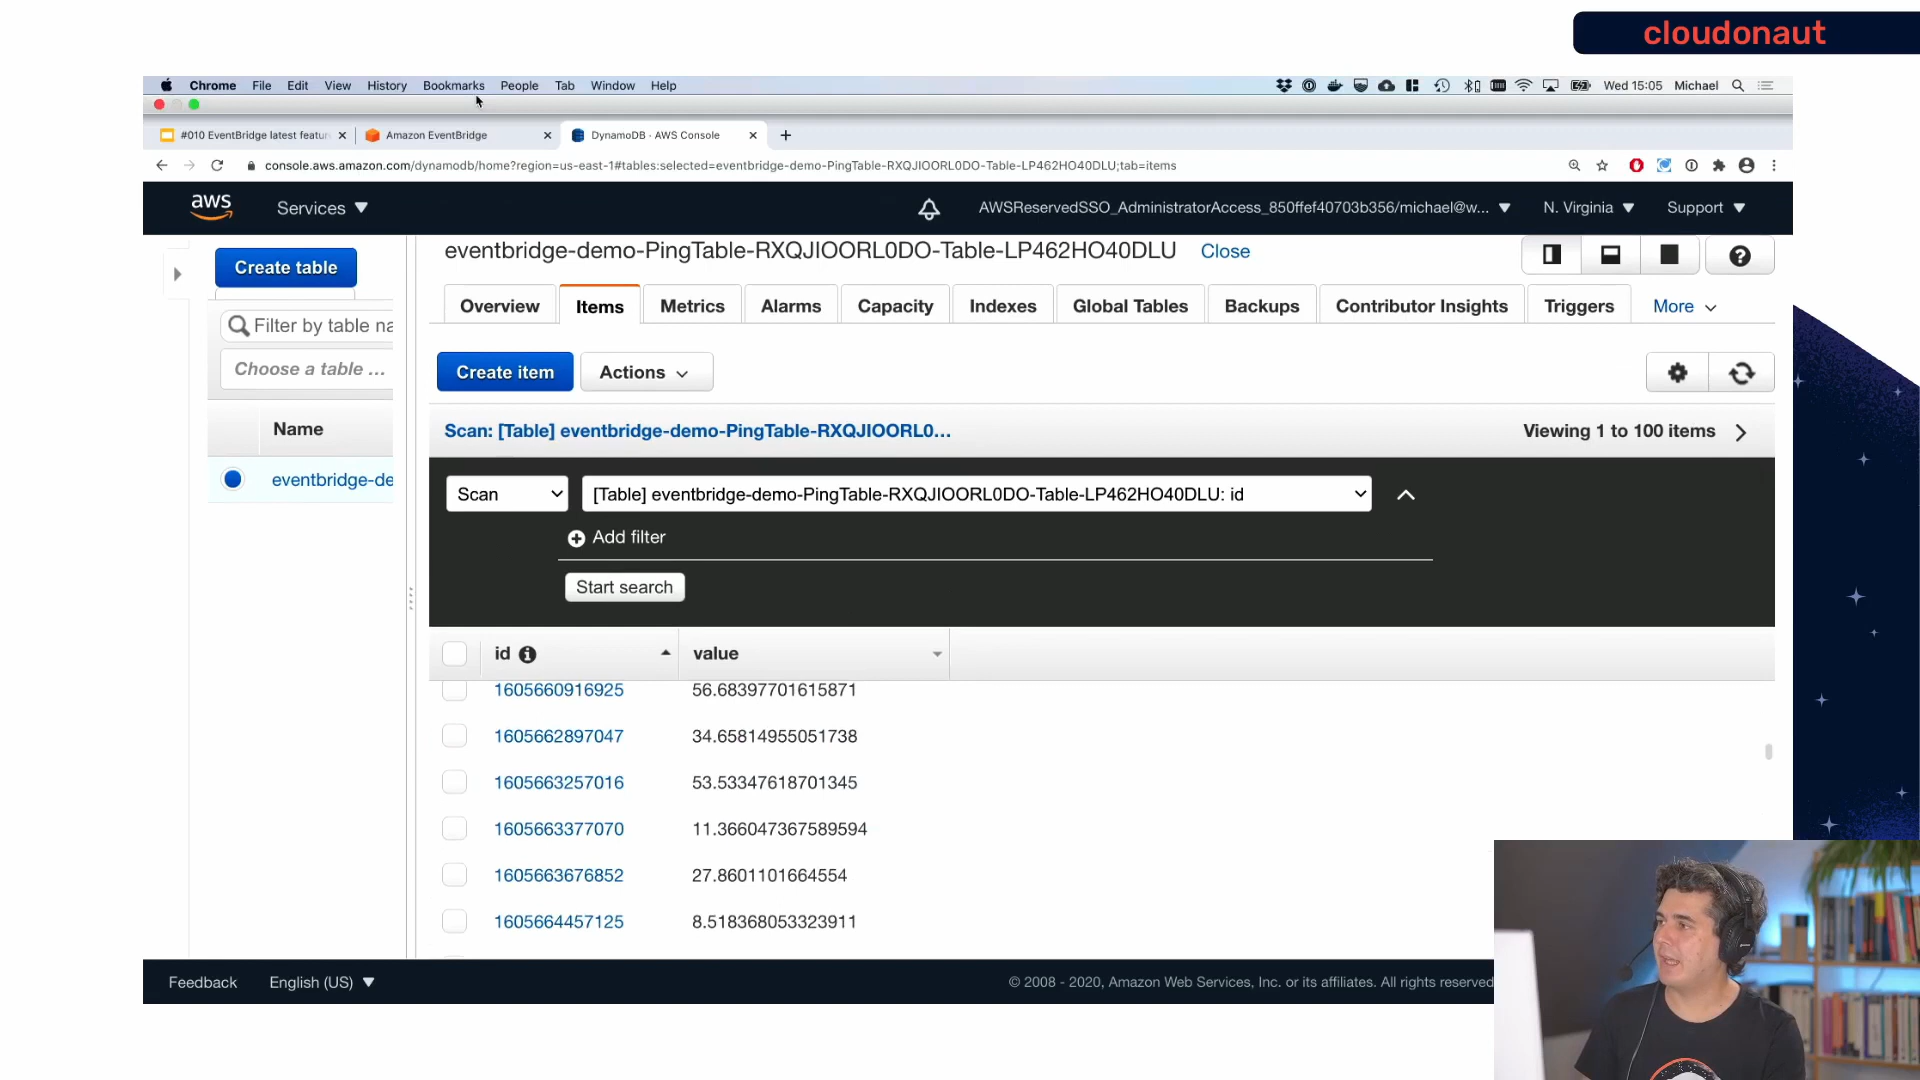 cloudonaut
Chrome File Edit View History Bookmarks People Tab Window Help
Wed 15:05 Michael
#010 EventBridge latest featur
Amazon EventBridge
DynamoDB · AWS Console
console.aws.amazon.com/dynamodb/home?region=us-east-1#tables:selected=eventbridge-demo-PingTable-RXQJIOORL0DO-Table-LP462HO40DLU;tab=items
aws
Services
AWSReservedSSO_AdministratorAccess_850ffef40703b356/michael@w...
N. Virginia
Support
Create table
eventbridge-demo-PingTable-RXQJIOORL0DO-Table-LP462HO40DLU Close
Filter by table na
Choose a table ...
Name
eventbridge-de
Overview Items Metrics Alarms Capacity Indexes Global Tables Backups Contributor Insights Triggers More
Create item Actions
Scan: [Table] eventbridge-demo-PingTable-RXQJIOORL0... Viewing 1 to 100 items
Scan [Table] eventbridge-demo-PingTable-RXQJIOORL0DO-Table-LP462HO40DLU: id
Add filter
Start search
id value
1605660916925 56.68397701615871
1605662897047 34.65814955051738
1605663257016 53.53347618701345
1605663377070 11.366047367589594
1605663676852 27.8601101664554
1605664457125 8.518368053323911
Feedback English (US) © 2008 - 2020, Amazon Web Services, Inc. or its affiliates. All rights reserved